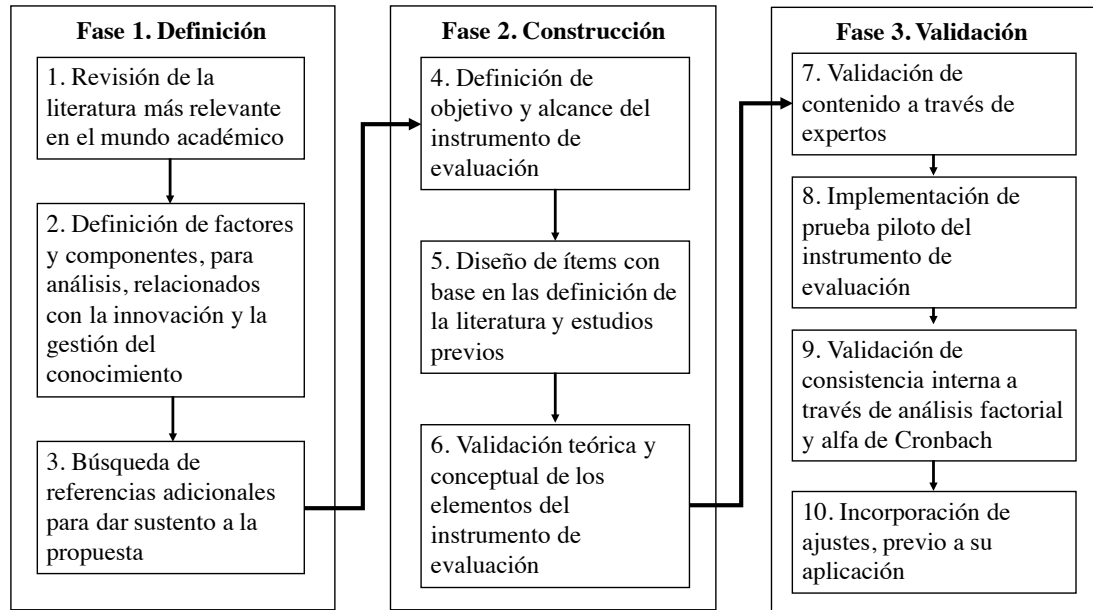 Fase 1. Definición
1. Revisión de la
literatura más relevante
en el mundo académico
2. Definición de factores
y componentes, para
análisis, relacionados
con la innovación y la
gestión del
conocimiento
3. Búsqueda de
referencias adicionales
para dar sustento a la
propuesta
Fase 2. Construcción
4. Definición de
objetivo y alcance del
instrumento de
evaluación
5. Diseño de ítems con
base en las definición de
la literatura y estudios
previos
6. Validación teórica y
conceptual de los
elementos del
instrumento de
evaluación
Fase 3. Validación
7. Validación de
contenido a través de
expertos
8. Implementación de
prueba piloto del
instrumento de
evaluación
9. Validación de
consistencia interna a
través de análisis factorial
y alfa de Cronbach
10. Incorporación de
ajustes, previo a su
aplicación